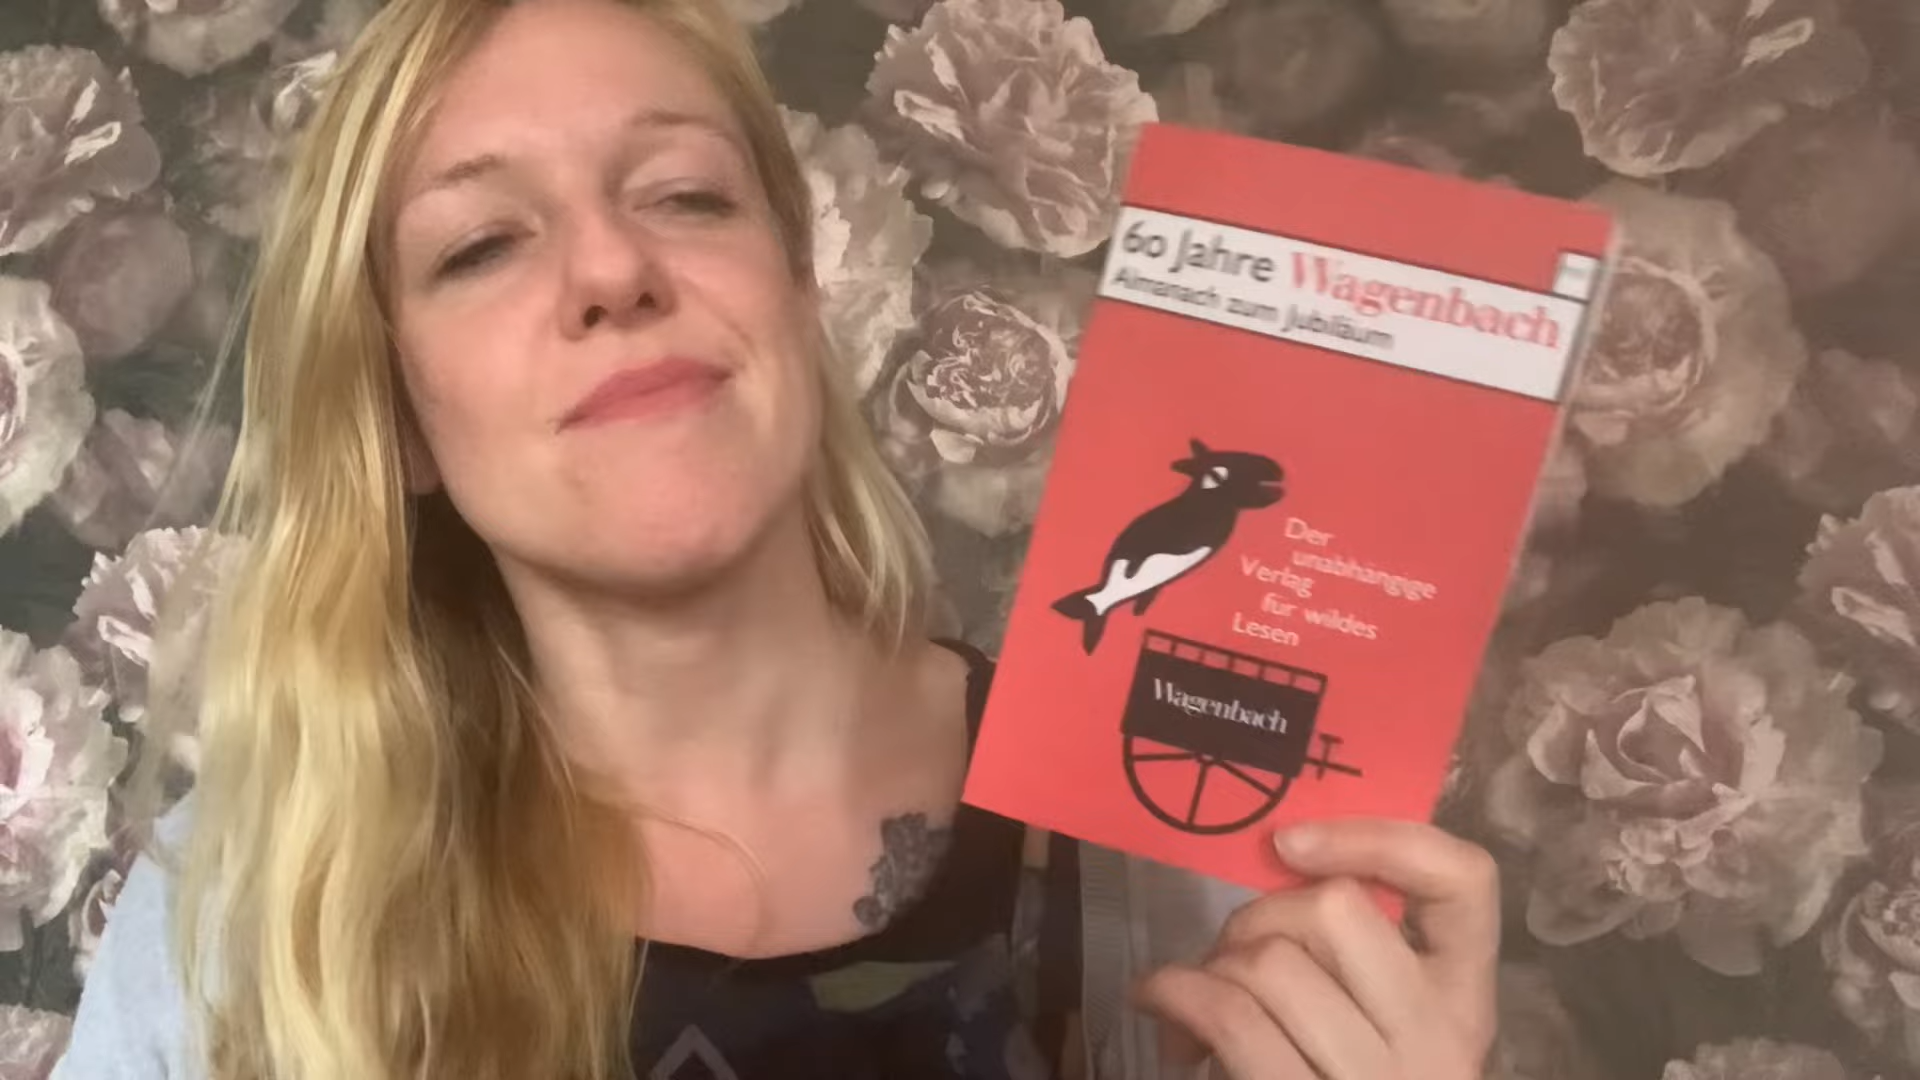 60 Jahre Wagenbach
Almanach zum Jubiläum
Der
unabhängige
Verlag
für wildes
Lesen
Wagenbach